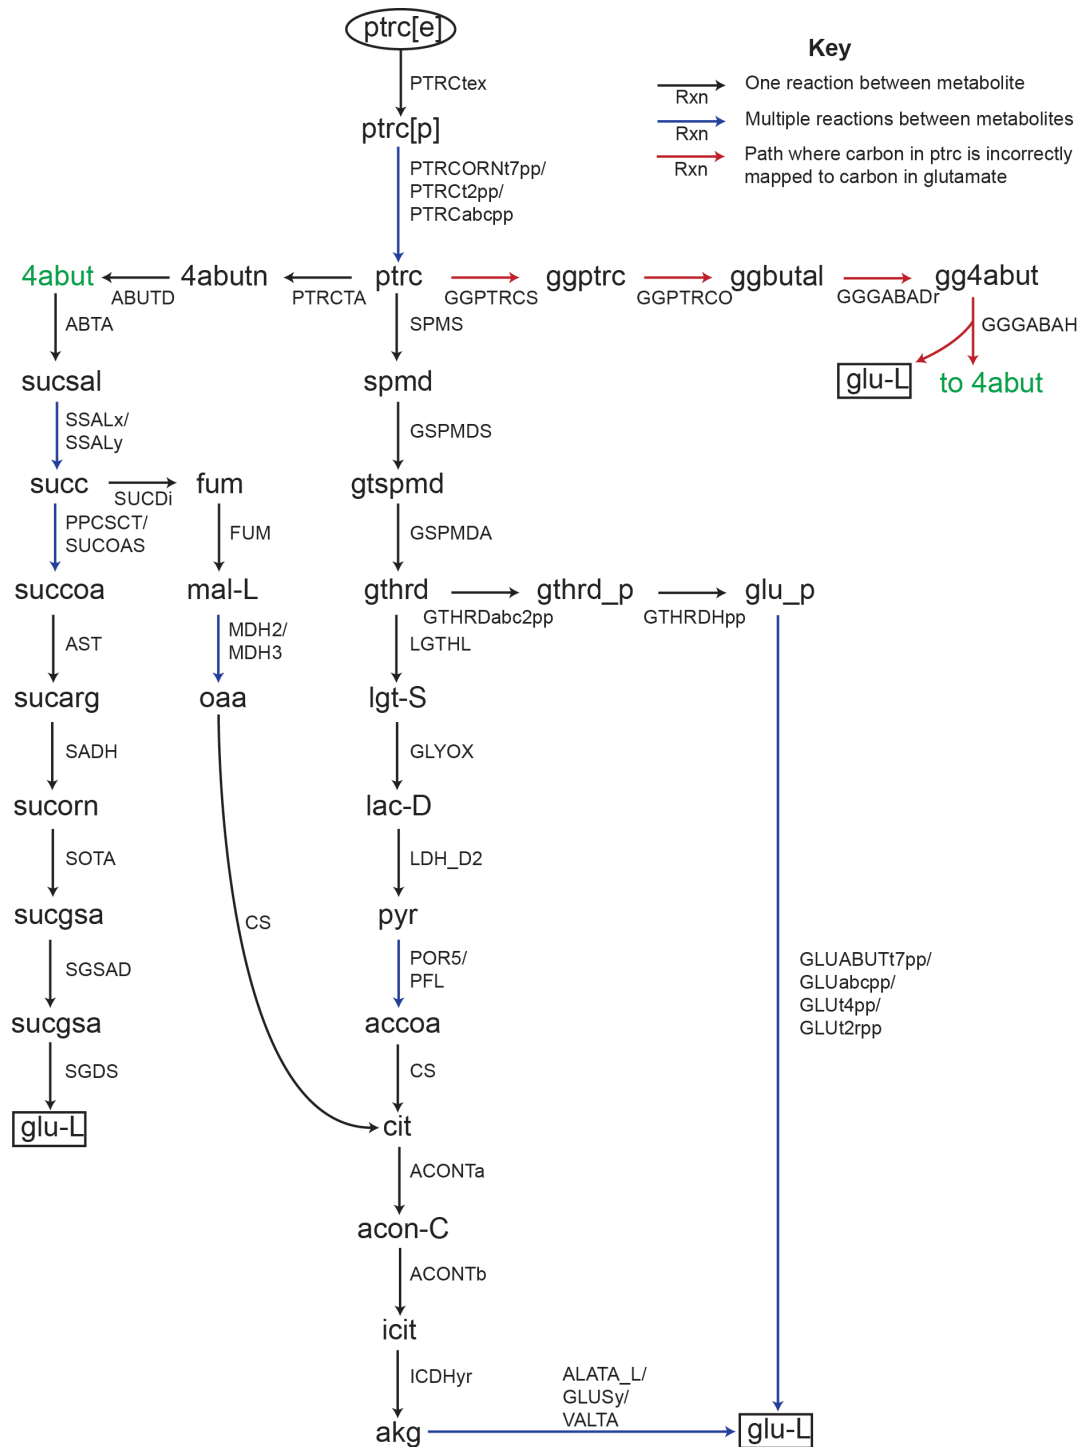 ptrc[e]
Key
PTRCtex
Rxn
One reaction between metabolite
ptrc[p]
Rxn
Multiple reactions between metabolites
Rxn
Path where carbon in ptrc is incorrectly
mapped to carbon in glutamate
PTRCORNt7pp/
PTRCt2pp/
PTRCabcpp
4abut
ABUTD
4abutn
PTRCTA
ptrc
GGPTRCS
ggptrc
GGPTRCO
ggbutal
GGGABADr
gg4abut
ABTA
SPMS
GGGABAH
sucsal
spmd
glu-L
to 4abut
SSALx/
SSALy
GSPMDS
succ
SUCDi
fum
gtspmd
PPCSCT/
SUCOAS
FUM
GSPMDA
succoa
mal-L
gthrd
GTHRDabc2pp
gthrd_p
GTHRDHpp
glu_p
AST
MDH2/
MDH3
LGTHL
sucarg
oaa
lgt-S
SADH
GLYOX
sucorn
lac-D
SOTA
LDH_D2
sucgsa
CS
pyr
SGSAD
POR5/
PFL
GLUABUTt7pp/
GLUabcpp/
GLUt4pp/
GLUt2rpp
sucgsa
accoa
SGDS
CS
glu-L
cit
ACONTa
acon-C
ACONTb
icit
ICDHyr
ALATA_L/
GLUSy/
VALTA
akg
glu-L